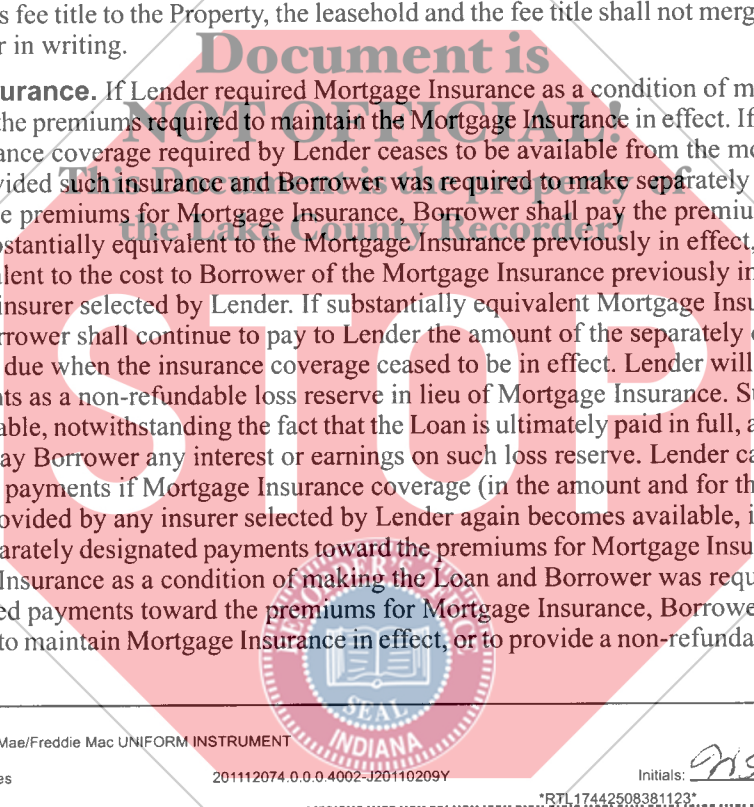 s fee title to the Property, the leasehold and the fee title shall not merg
r in writing.
Document is
urance. If Lender required Mortgage Insurance as a condition of m
the premiums required to maintain the Mortgage Insurance in effect. If
NOT OFFICIAL!
ance coverage required by Lender ceases to be available from the mo
vided such insurance and Borrower was required to make separately
This Document is the property of
e premiums for Mortgage Insurance, Borrower shall pay the premiu
the Lake County Recorder!
bstantially equivalent to the Mortgage Insurance previously in effect,
lent to the cost to Borrower of the Mortgage Insurance previously in
insurer selected by Lender. If substantially equivalent Mortgage Insu
rrower shall continue to pay to Lender the amount of the separately
due when the insurance coverage ceased to be in effect. Lender will
STOP
nts as a non-refundable loss reserve in lieu of Mortgage Insurance. S
able, notwithstanding the fact that the Loan is ultimately paid in full, a
ay Borrower any interest or earnings on such loss reserve. Lender ca
payments if Mortgage Insurance coverage (in the amount and for th
ovided by any insurer selected by Lender again becomes available, i
parately designated payments toward the premiums for Mortgage Insu
Insurance as a condition of making the Loan and Borrower was requ
ed payments toward the premiums for Mortgage Insurance, Borrowe
to maintain Mortgage Insurance in effect, or to provide a non-refunda
SEAL
INDIANA
Mae/Freddie Mac UNIFORM INSTRUMENT
es 201112074.0.0.0.4002-J20110209Y Initials:
*RTL17442508381123*